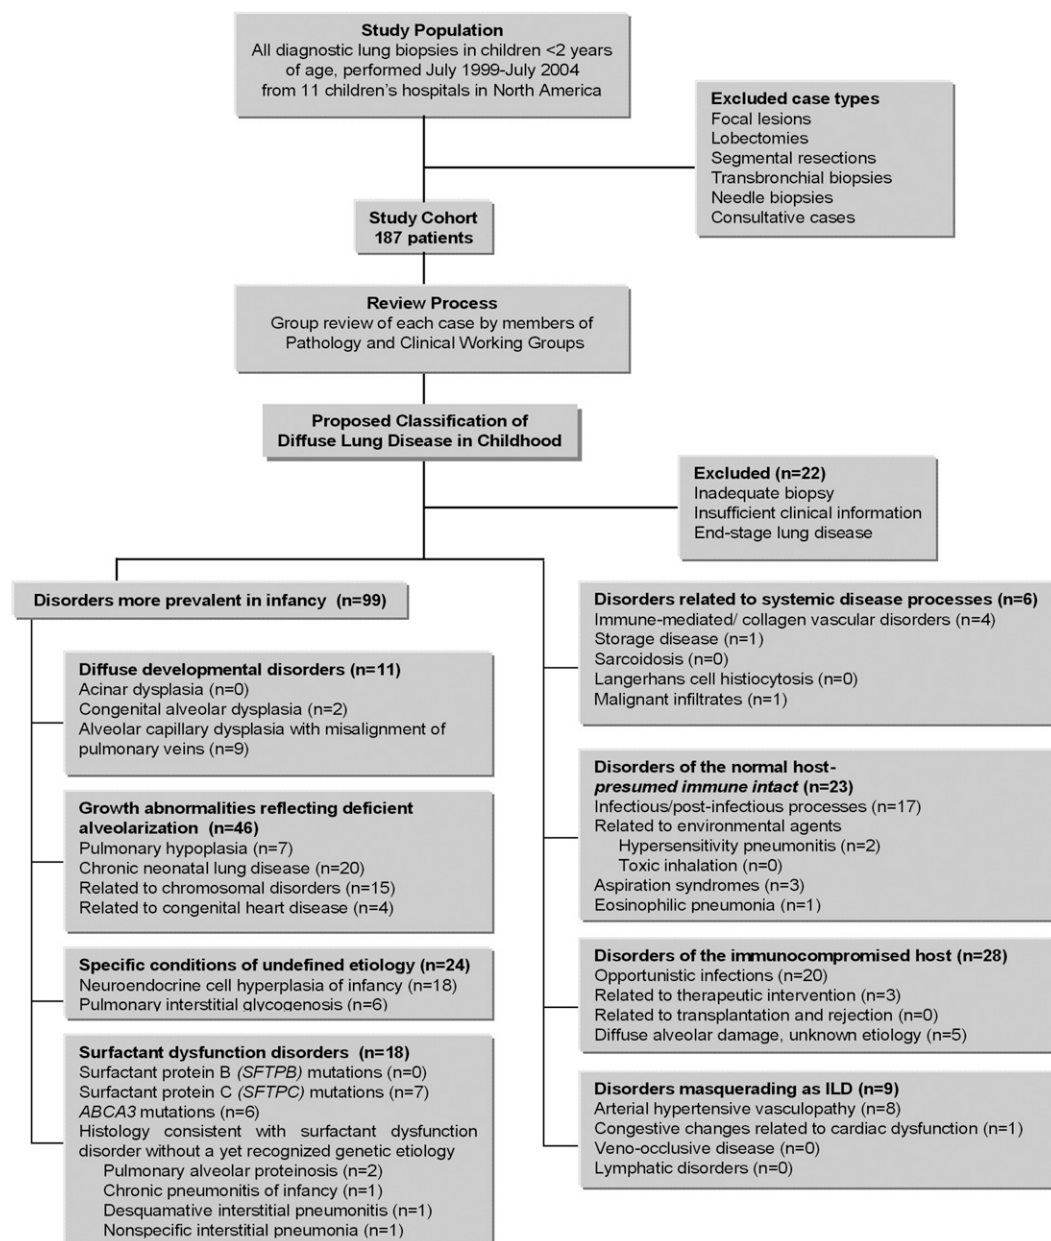 Study Population
All diagnostic lung biopsies in children <2 years
of age, performed July 1999-July 2004
from 11 children's hospitals in North America
Excluded case types
Focal lesions
Lobectomies
Segmental resections
Transbronchial biopsies
Needle biopsies
Consultative cases
Study Cohort
187 patients
Review Process
Group review of each case by members of
Pathology and Clinical Working Groups
Proposed Classification of
Diffuse Lung Disease in Childhood
Excluded (n=22)
Inadequate biopsy
Insufficient clinical information
End-stage lung disease
Disorders more prevalent in infancy (n=99)
Diffuse developmental disorders (n=11)
Acinar dysplasia (n=0)
Congenital alveolar dysplasia (n=2)
Alveolar capillary dysplasia with misalignment of
pulmonary veins (n=9)
Growth abnormalities reflecting deficient
alveolarization (n=46)
Pulmonary hypoplasia (n=7)
Chronic neonatal lung disease (n=20)
Related to chromosomal disorders (n=15)
Related to congenital heart disease (n=4)
Specific conditions of undefined etiology (n=24)
Neuroendocrine cell hyperplasia of infancy (n=18)
Pulmonary interstitial glycogenosis (n=6)
Surfactant dysfunction disorders (n=18)
Surfactant protein B (SFTPB) mutations (n=0)
Surfactant protein C (SFTPC) mutations (n=7)
ABCA3 mutations (n=6)
Histology consistent with surfactant dysfunction
disorder without a yet recognized genetic etiology
Pulmonary alveolar proteinosis (n=2)
Chronic pneumonitis of infancy (n=1)
Desquamative interstitial pneumonitis (n=1)
Nonspecific interstitial pneumonia (n=1)
Disorders related to systemic disease processes (n=6)
Immune-mediated/ collagen vascular disorders (n=4)
Storage disease (n=1)
Sarcoidosis (n=0)
Langerhans cell histiocytosis (n=0)
Malignant infiltrates (n=1)
Disorders of the normal host-
presumed immune intact (n=23)
Infectious/post-infectious processes (n=17)
Related to environmental agents
Hypersensitivity pneumonitis (n=2)
Toxic inhalation (n=0)
Aspiration syndromes (n=3)
Eosinophilic pneumonia (n=1)
Disorders of the immunocompromised host (n=28)
Opportunistic infections (n=20)
Related to therapeutic intervention (n=3)
Related to transplantation and rejection (n=0)
Diffuse alveolar damage, unknown etiology (n=5)
Disorders masquerading as ILD (n=9)
Arterial hypertensive vasculopathy (n=8)
Congestive changes related to cardiac dysfunction (n=1)
Veno-occlusive disease (n=0)
Lymphatic disorders (n=0)